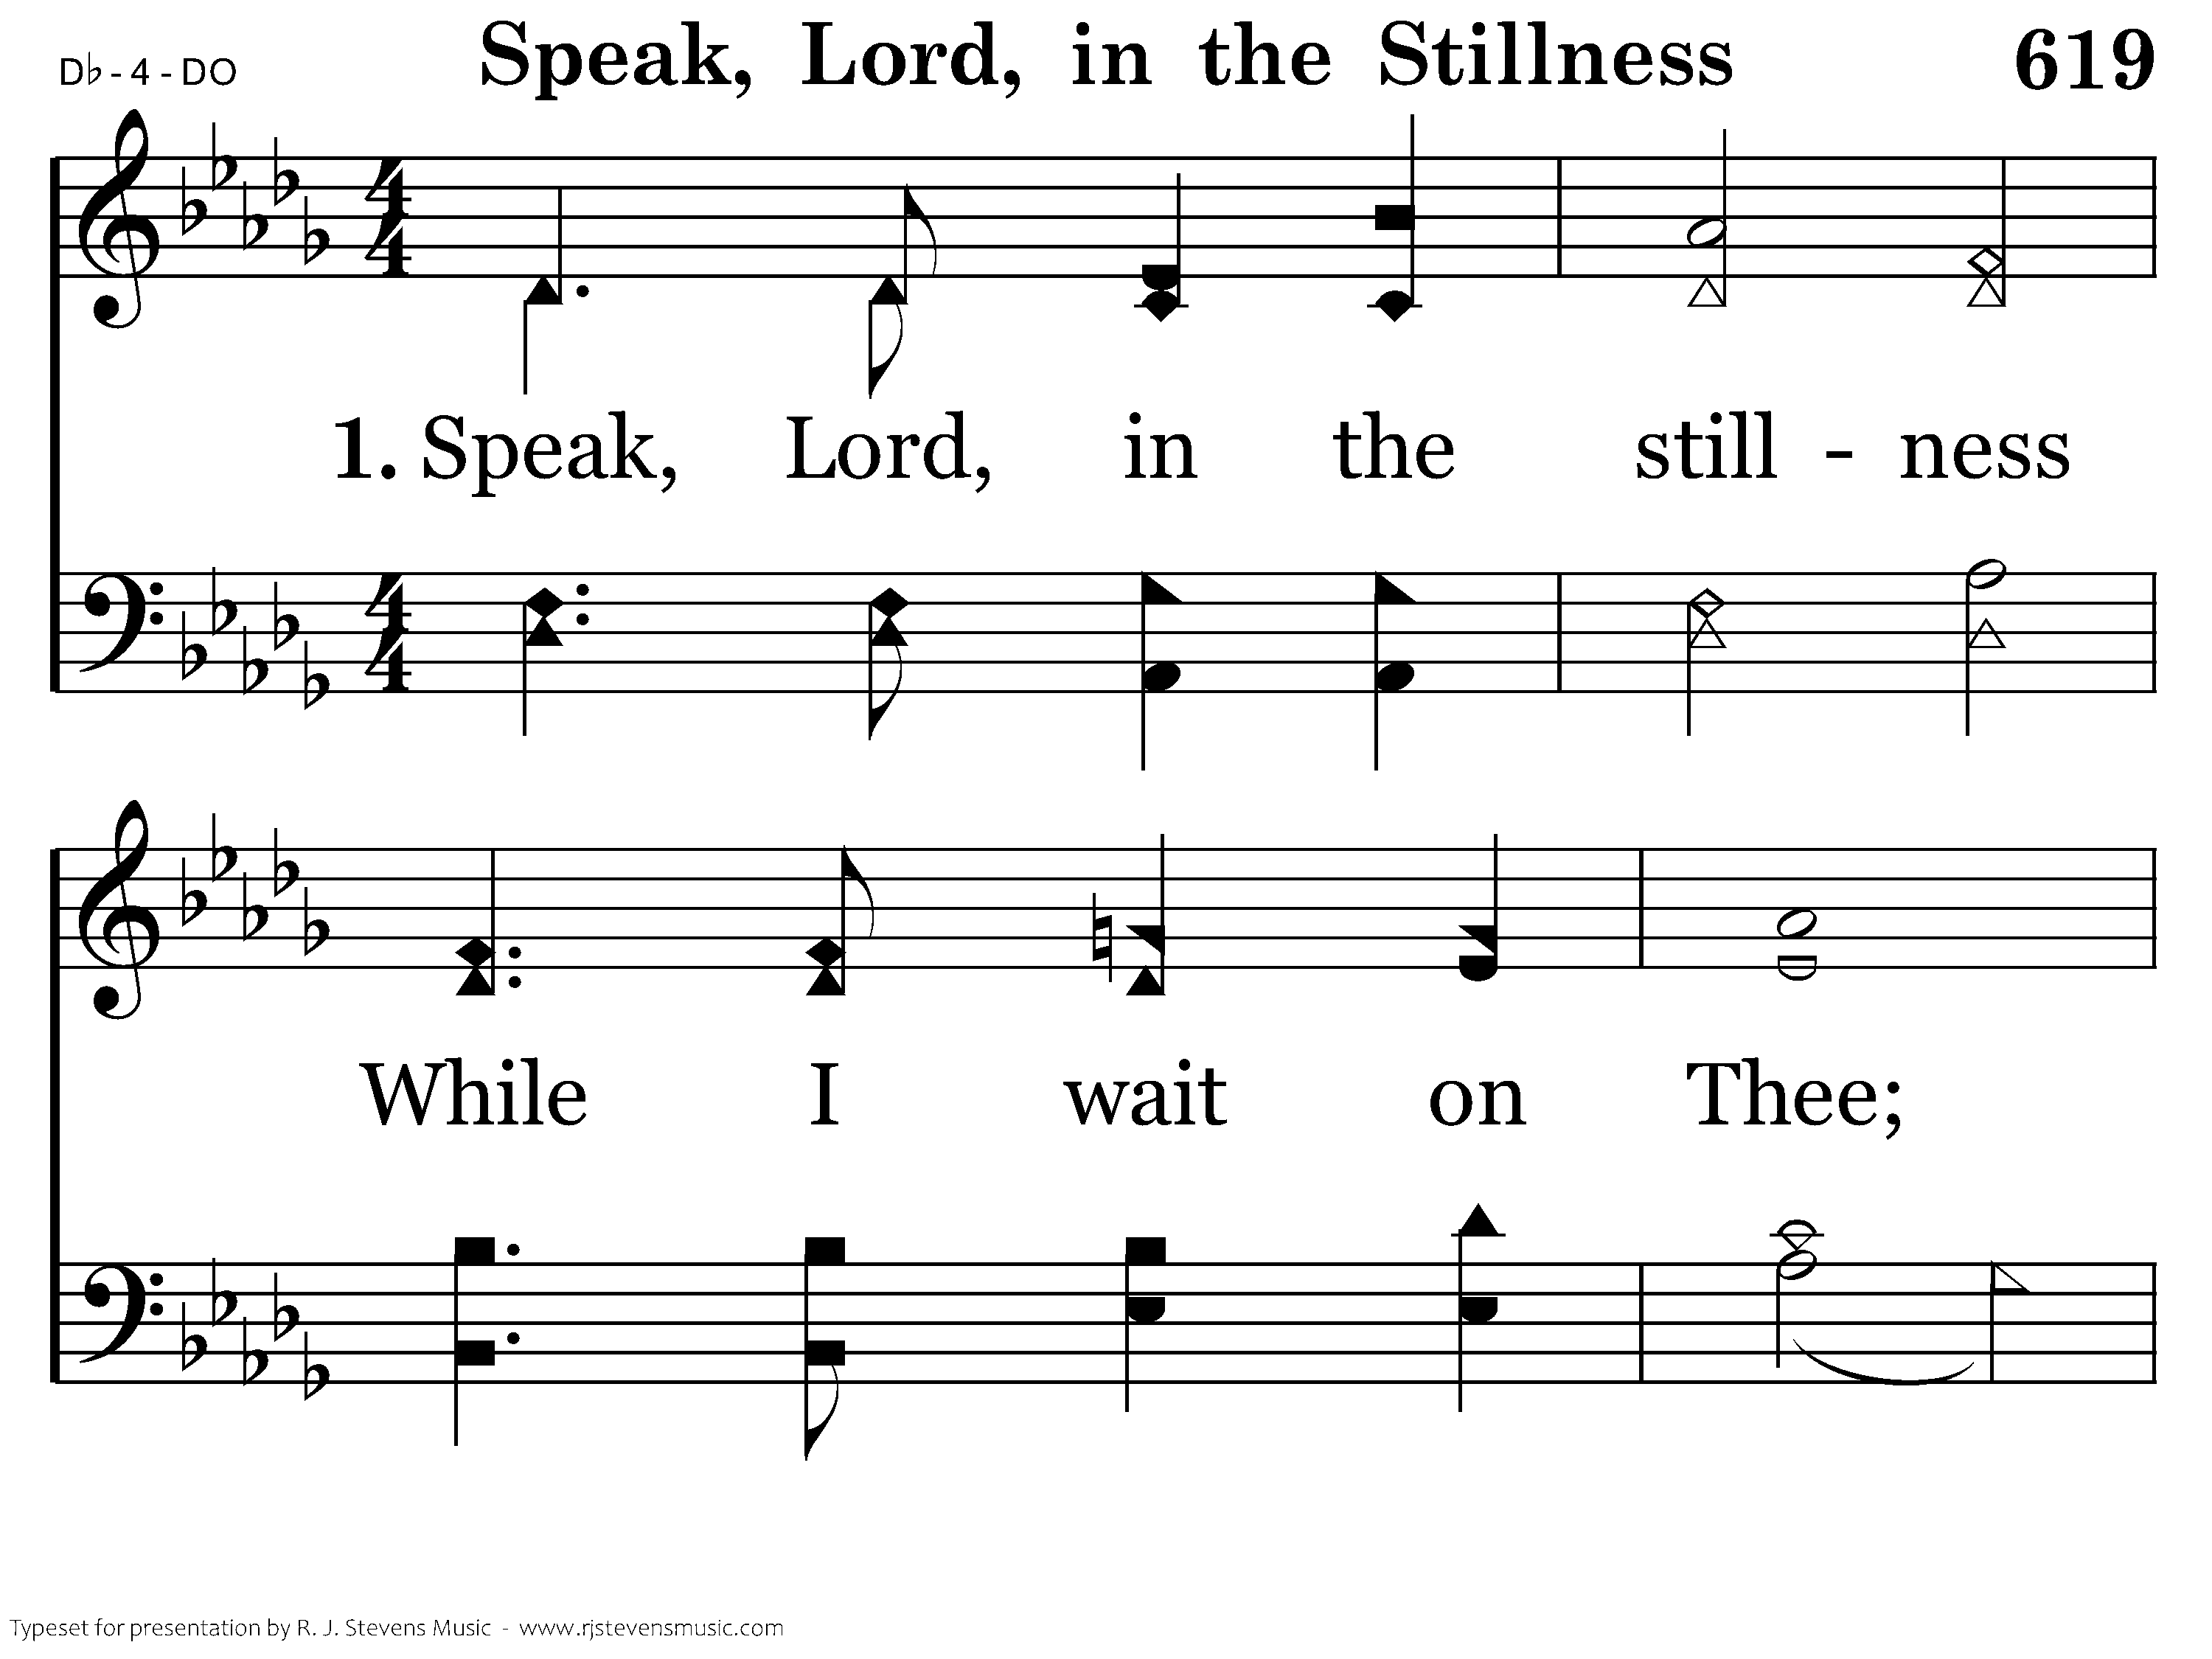 D♭ - 4 - DO
Speak, Lord, in the Stillness
619
1. Speak, Lord, in the still - ness
While I wait on Thee;
Typeset for presentation by R. J. Stevens Music - www.rjstevensmusic.com